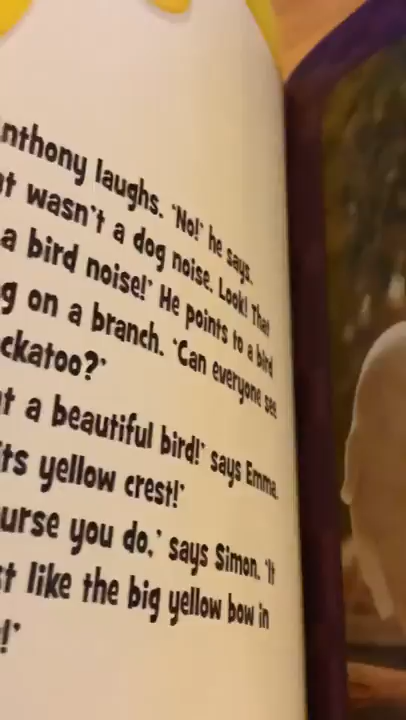 nthony laughs. 'No!' he says.
t wasn't a dog noise. Look! That
a bird noise!' He points to a bird
g on a branch. 'Can everyone see
ckatoo?'
t a beautiful bird!' says Emma.
its yellow crest!'
urse you do,' says Simon. 'It
t like the big yellow bow in
!'